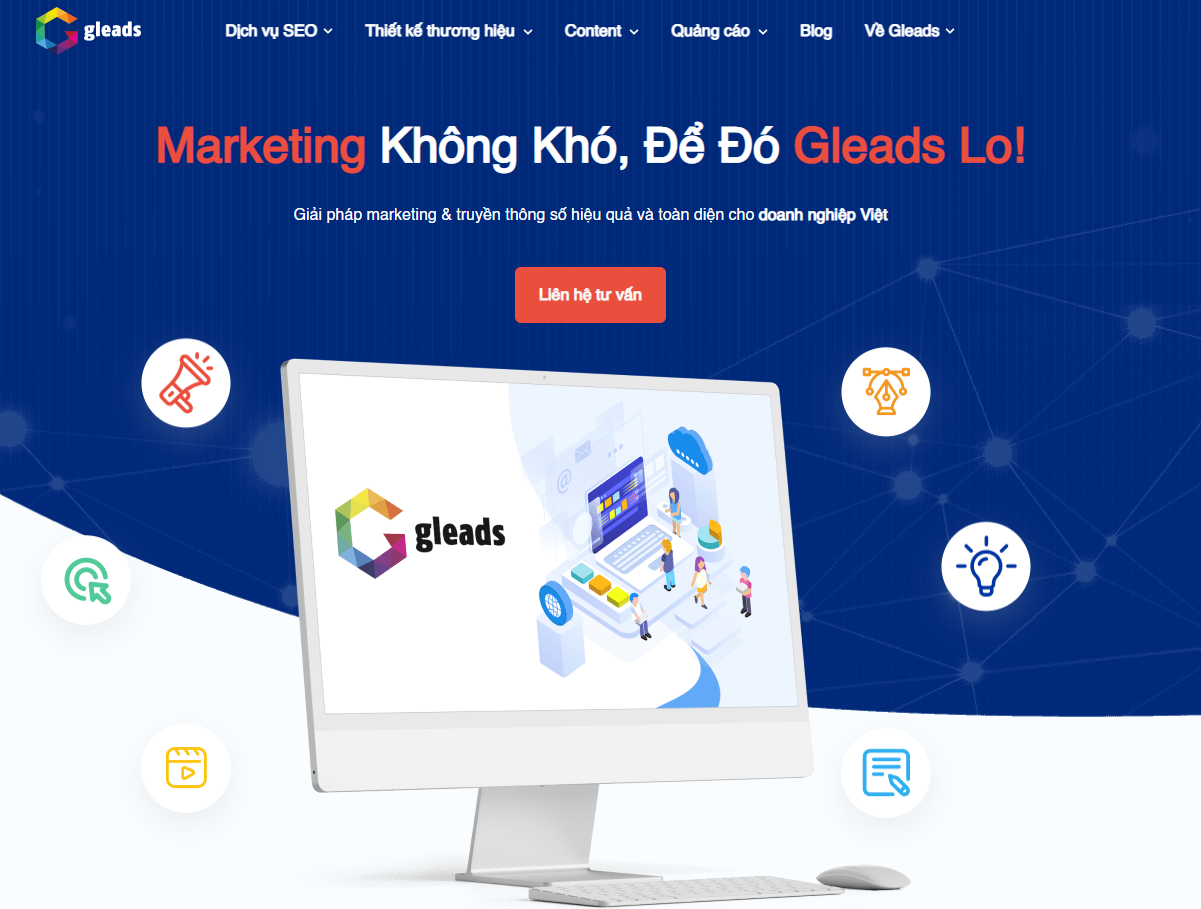 gleads
Dịch vụ SEO
Thiết kế thương hiệu
Content
Quảng cáo
Blog
Về Gleads
Marketing Không Khó, Để Đó Gleads Lo!
Giải pháp marketing & truyền thông số hiệu quả và toàn diện cho doanh nghiệp Việt
Liên hệ tư vấn
gleads